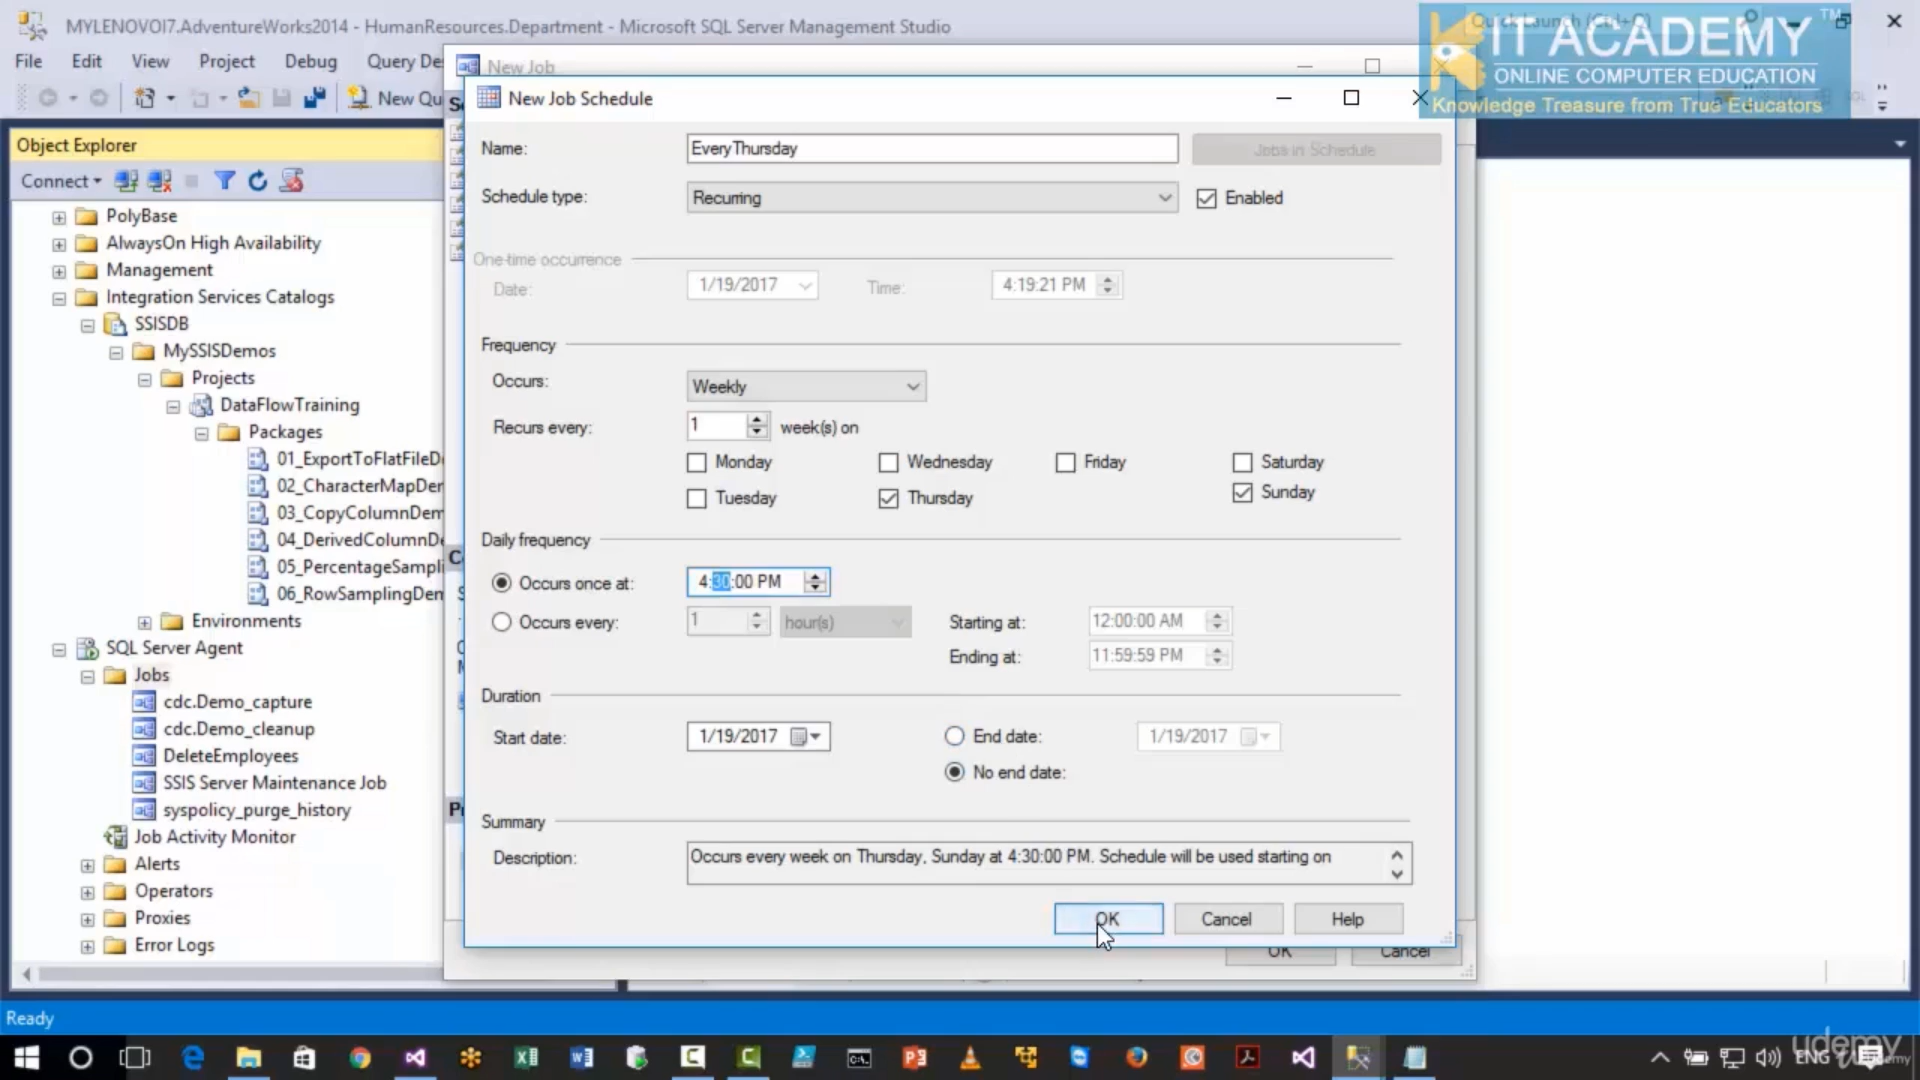 MYLENOVOI7.AdventureWorks2014 - HumanResources.Department - Microsoft SQL Server Management Studio
Quick Launch (Ctrl+Q)
IT ACADEMY
TM
ONLINE COMPUTER EDUCATION
Knowledge Treasure from True Educators
File
Edit
View
Project
Debug
Query De
New Qu
New Job
New Job Schedule
Object Explorer
Connect
PolyBase
AlwaysOn High Availability
Management
Integration Services Catalogs
SSISDB
MySSISDemos
Projects
DataFlowTraining
Packages
01_ExportToFlatFileD
02_CharacterMapDer
03_CopyColumnDem
04_DerivedColumnDe
05_PercentageSampli
06_RowSamplingDen
Environments
SQL Server Agent
Jobs
cdc.Demo_capture
cdc.Demo_cleanup
DeleteEmployees
SSIS Server Maintenance Job
syspolicy_purge_history
Job Activity Monitor
Alerts
Operators
Proxies
Error Logs
Name:
EveryThursday
Jobs in Schedule
Schedule type:
Recurring
Enabled
One-time occurrence
Date:
1/19/2017
Time:
4:19:21 PM
Frequency
Occurs:
Weekly
Recurs every:
1
week(s) on
Monday
Wednesday
Friday
Saturday
Tuesday
Thursday
Sunday
Daily frequency
Occurs once at:
4:30:00 PM
Occurs every:
1
hour(s)
Starting at:
12:00:00 AM
Ending at:
11:59:59 PM
Duration
Start date:
1/19/2017
End date:
1/19/2017
No end date:
Summary
Description:
Occurs every week on Thursday, Sunday at 4:30:00 PM. Schedule will be used starting on
OK
Cancel
Help
OK
Cancel
Ready
ENG
udemy